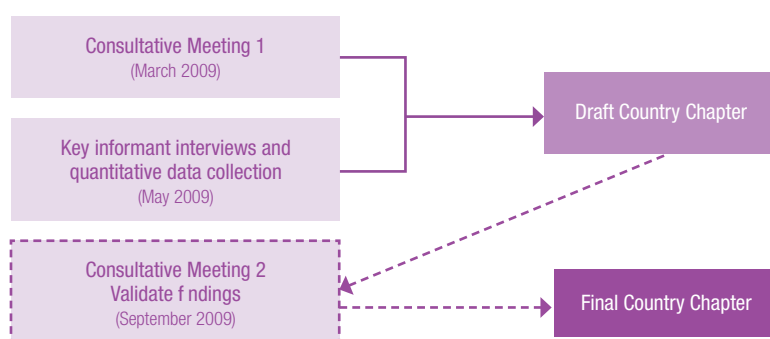 Consultative Meeting 1
(March 2009)
Key informant interviews and
quantitative data collection
(May 2009)
Draft Country Chapter
Consultative Meeting 2
Validate f ndings
(September 2009)
Final Country Chapter